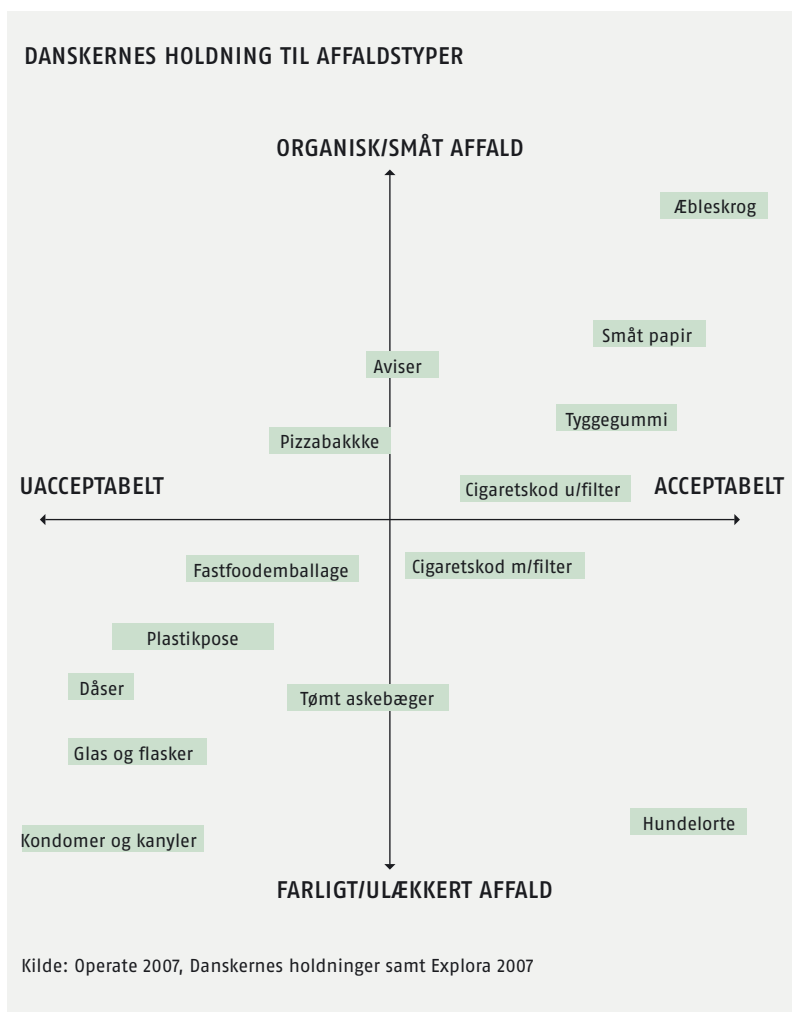 DANSKERNES HOLDNING TIL AFFALDSTYPER
ORGANISK/SMÅT AFFALD
Æbleskrog
Småt papir
Aviser
Tyggegummi
Pizzabakkke
UACCEPTABELT
Cigaretskod u/filter
ACCEPTABELT
Fastfoodemballage
Cigaretskod m/filter
Plastikpose
Dåser
Tømt askebæger
Glas og flasker
Hundelorte
Kondomer og kanyler
FARLIGT/ULÆKKERT AFFALD
Kilde: Operate 2007, Danskernes holdninger samt Explora 2007